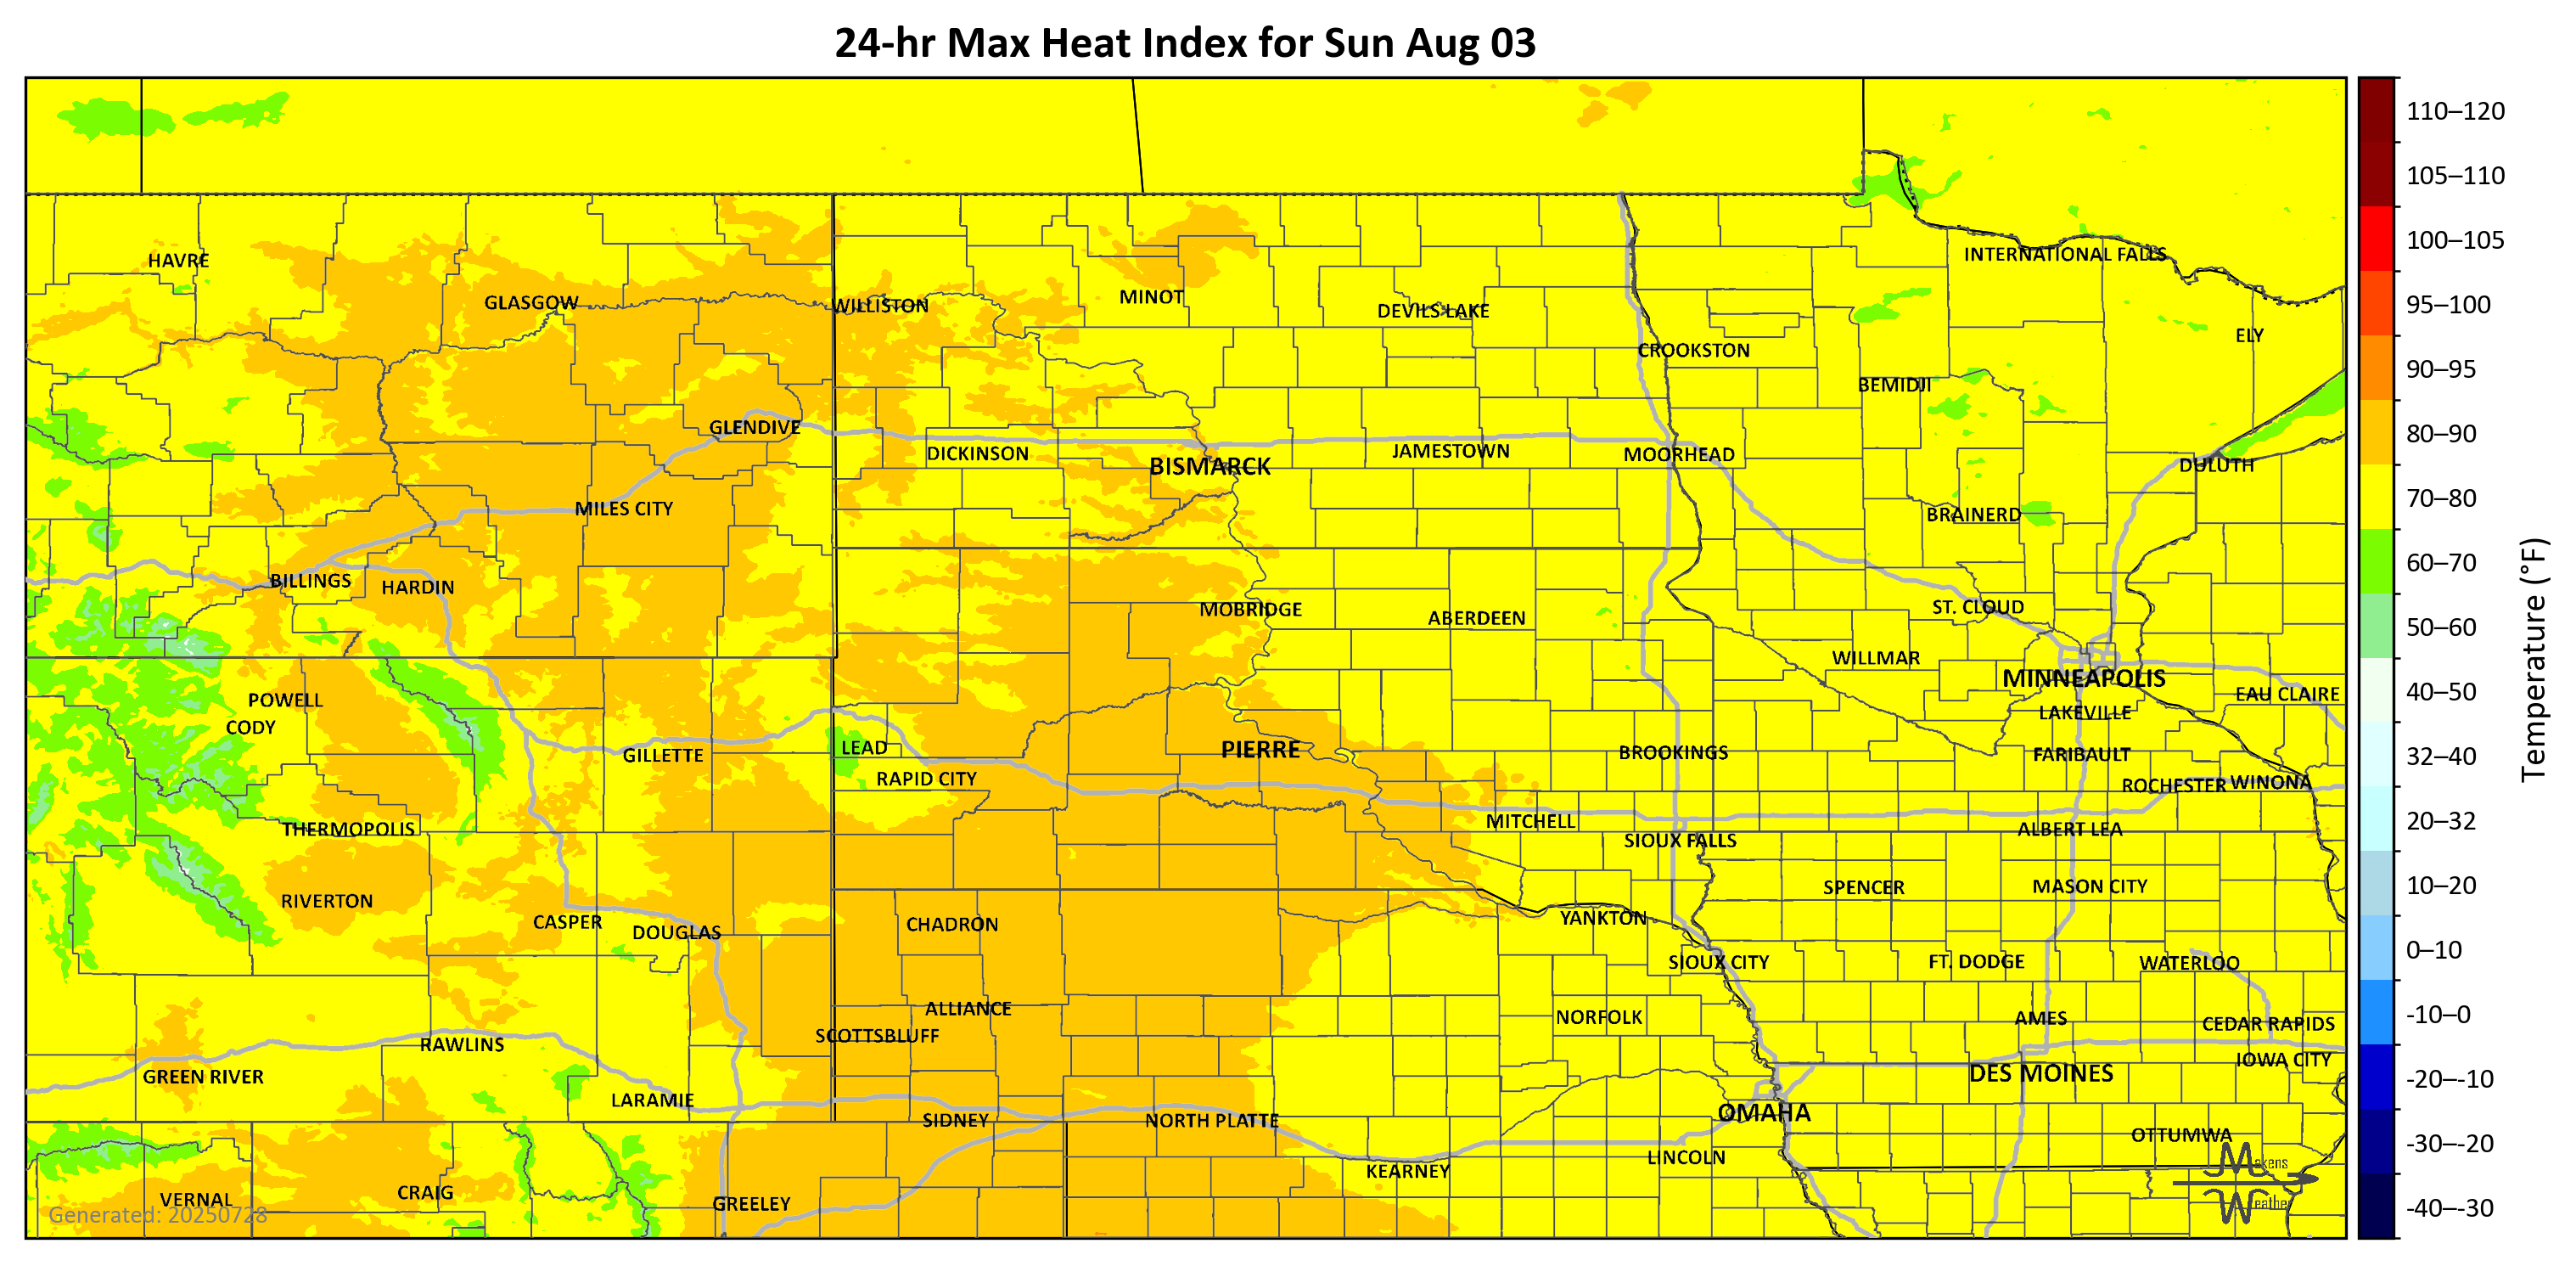 24-hr Max Heat Index for Sun Aug 03
110–120
105–110
100–105
95–100
90–95
80–90
70–80
60–70
50–60
40–50
32–40
20–32
10–20
0–10
-10–0
-20–-10
-30–-20
-40–-30
Temperature (°F)
HAVRE
INTERNATIONAL FALLS
GLASGOW
WILLISTON
MINOT
DEVILS LAKE
ELY
CROOKSTON
BEMIDJI
GLENDIVE
DICKINSON
BISMARCK
JAMESTOWN
MOORHEAD
DULUTH
MILES CITY
BRAINERD
BILLINGS
HARDIN
MOBRIDGE
ABERDEEN
ST. CLOUD
WILLMAR
MINNEAPOLIS
EAU CLAIRE
POWELL
CODY
LAKEVILLE
GILLETTE
LEAD
PIERRE
BROOKINGS
FARIBAULT
RAPID CITY
ROCHESTER
WINONA
THERMOPOLIS
MITCHELL
SIOUX FALLS
ALBERT LEA
RIVERTON
SPENCER
MASON CITY
CASPER
DOUGLAS
CHADRON
YANKTON
SIOUX CITY
FT. DODGE
WATERLOO
ALLIANCE
NORFOLK
AMES
CEDAR RAPIDS
SCOTTSBLUFF
RAWLINS
IOWA CITY
GREEN RIVER
DES MOINES
LARAMIE
SIDNEY
NORTH PLATTE
OMAHA
OTTUMWA
KEARNEY
LINCOLN
VERNAL
CRAIG
GREELEY
Generated: 20250728
Makens
Weather